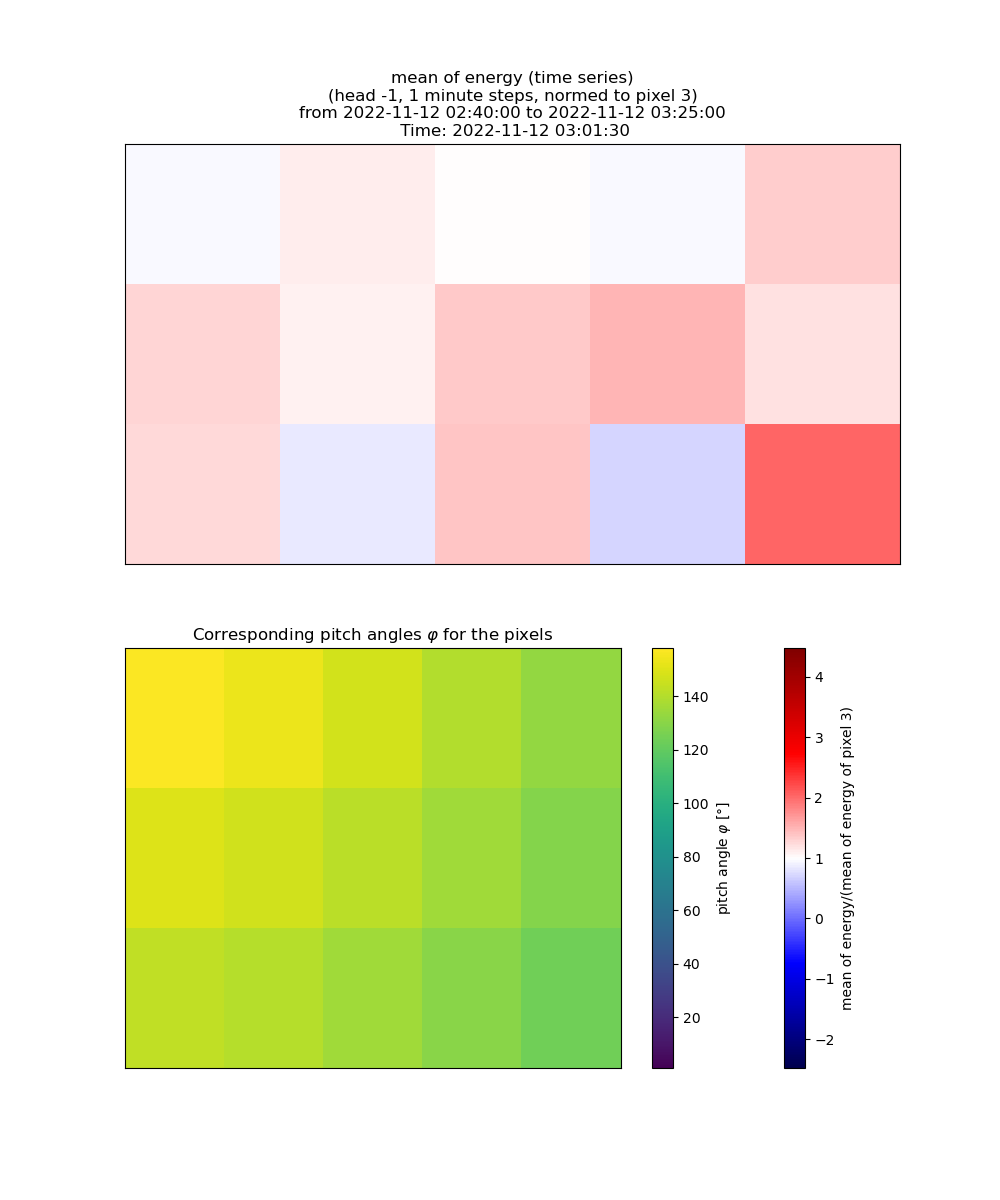 mean of energy (time series)
(head -1, 1 minute steps, normed to pixel 3)
from 2022-11-12 02:40:00 to 2022-11-12 03:25:00
Time: 2022-11-12 03:01:30
Corresponding pitch angles φ for the pixels
140
120
100
80
60
40
20
pitch angle φ [°]
4
3
2
1
0
−1
−2
mean of energy/(mean of energy of pixel 3)